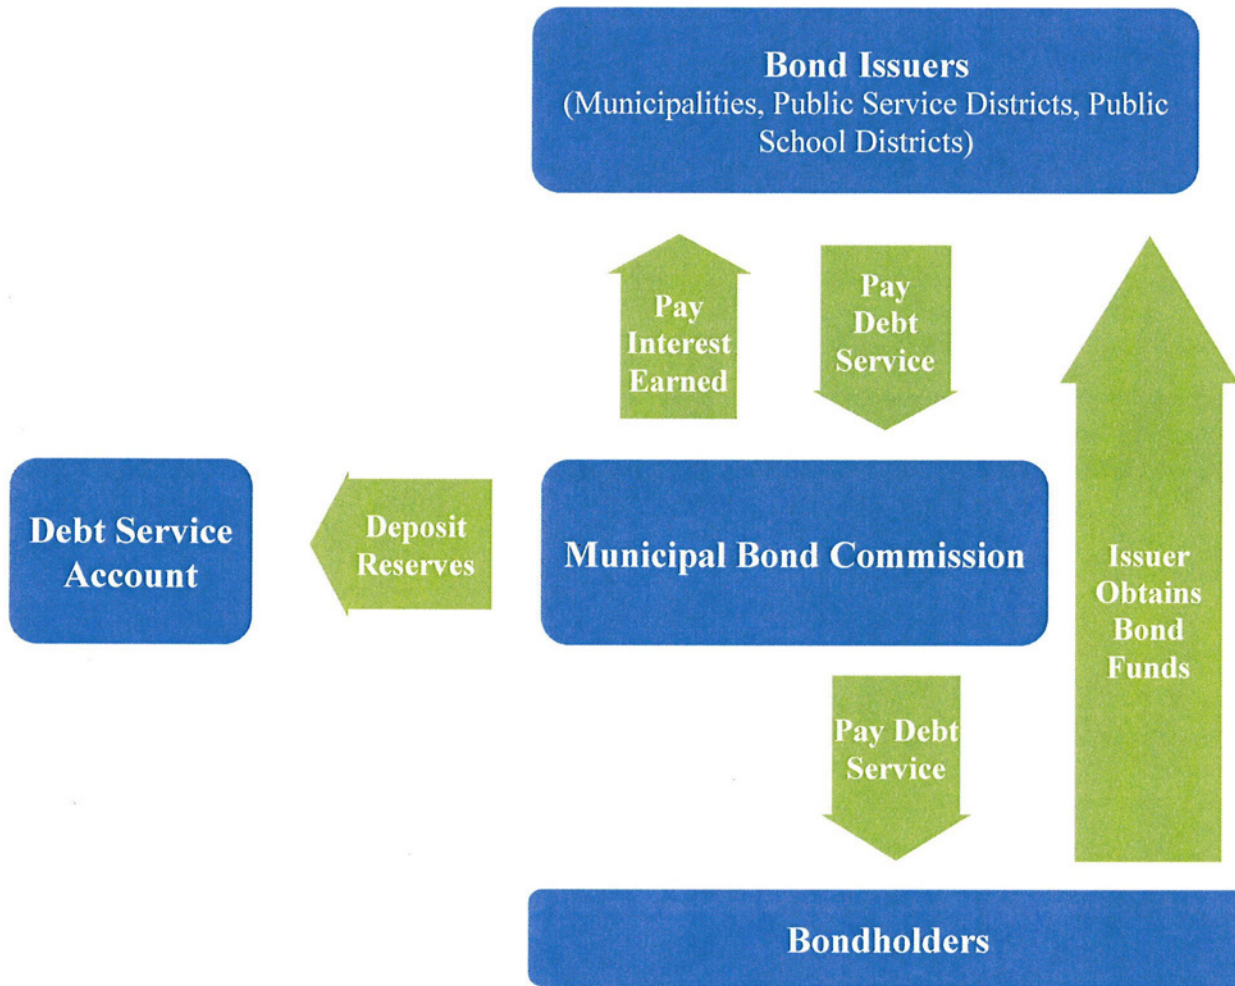 Bond Issuers
(Municipalities, Public Service Districts, Public
School Districts)
Pay
Interest
Earned
Pay
Debt
Service
Issuer
Obtains
Bond
Funds
Debt Service
Account
Deposit
Reserves
Municipal Bond Commission
Pay Debt
Service
Bondholders